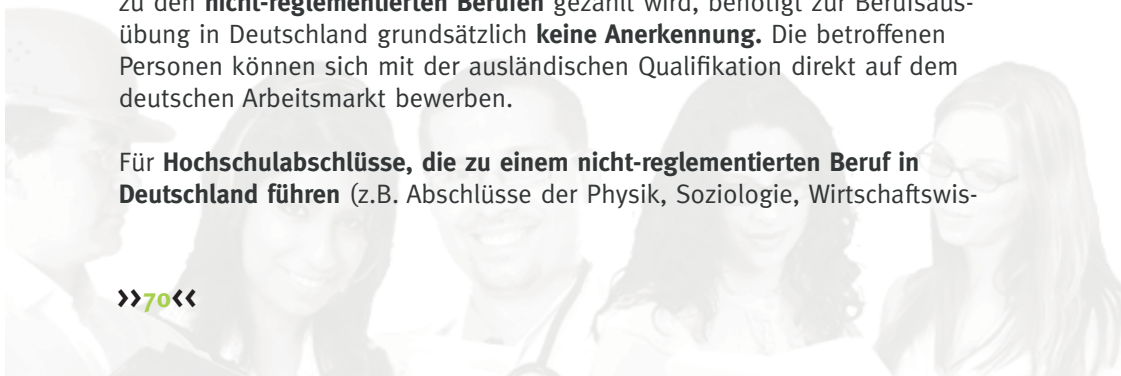 zu den nicht-reglementierten Berufen gezählt wird, benötigt zur Berufsaus-
übung in Deutschland grundsätzlich keine Anerkennung. Die betroffenen
Personen können sich mit der ausländischen Qualifikation direkt auf dem
deutschen Arbeitsmarkt bewerben.
Für Hochschulabschlüsse, die zu einem nicht-reglementierten Beruf in
Deutschland führen (z.B. Abschlüsse der Physik, Soziologie, Wirtschaftswis-
>>70<<